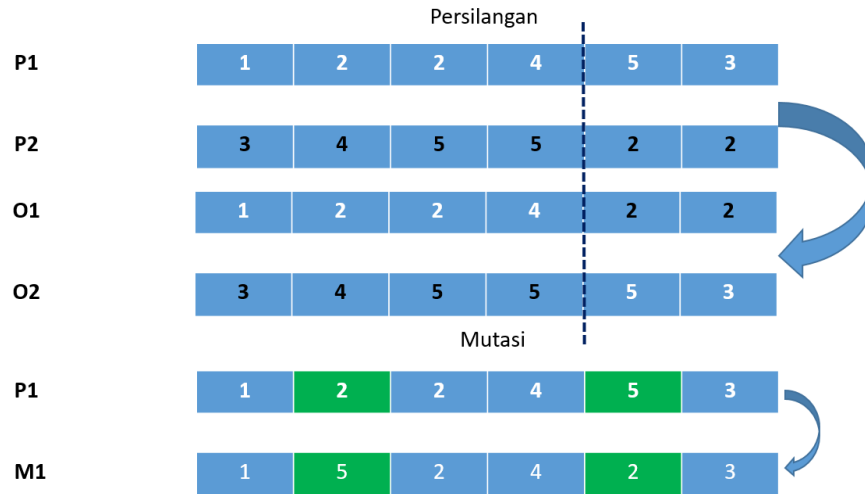 Persilangan
P1 1 2 2 4 5 3
P2 3 4 5 5 2 2
O1 1 2 2 4 2 2
O2 3 4 5 5 5 3
Mutasi
P1 1 2 2 4 5 3
M1 1 5 2 4 2 3